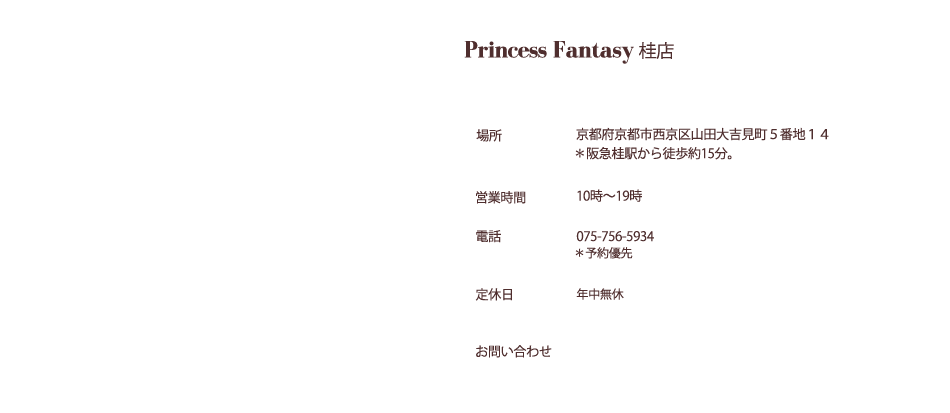 Princess Fantasy 桂店
場所 京都府京都市西京区山田大吉見町５番地１４
＊阪急桂駅から徒歩約15分。
営業時間 10時〜19時
電話 075-756-5934
＊予約優先
定休日 年中無休
お問い合わせ